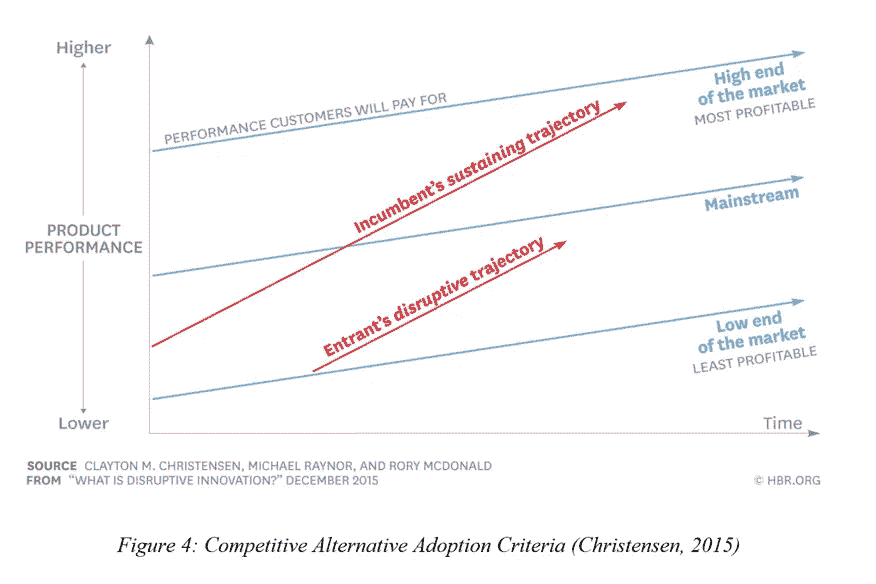 Higher
PERFORMANCE CUSTOMERS WILL PAY FOR
High end
of the market
MOST PROFITABLE
Incumbent's sustaining trajectory
Mainstream
PRODUCT
PERFORMANCE
Entrant's disruptive trajectory
Low end
of the market
LEAST PROFITABLE
Lower
Time
SOURCE CLAYTON M. CHRISTENSEN, MICHAEL RAYNOR, AND RORY MCDONALD
FROM "WHAT IS DISRUPTIVE INNOVATION?" DECEMBER 2015
© HBR.ORG
Figure 4: Competitive Alternative Adoption Criteria (Christensen, 2015)